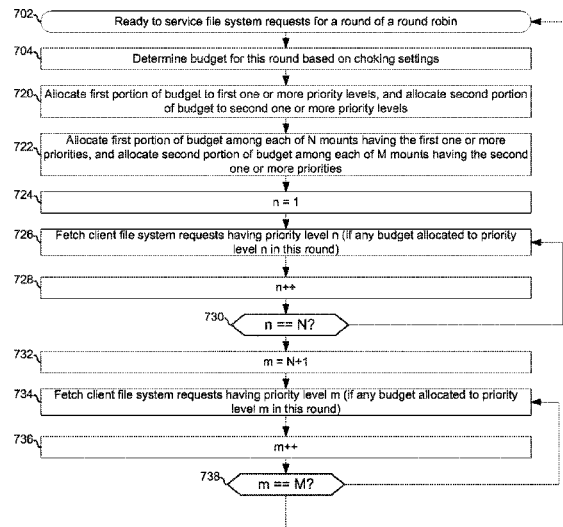 702
Ready to service file system requests for a round of a round robin
704
Determine budget for this round based on choking settings
720
Allocate first portion of budget to first one or more priority levels, and allocate second portion
of budget to second one or more priority levels
722
Allocate first portion of budget among each of N mounts having the first one or more
priorities, and allocate second portion of budget among each of M mounts having the second
one or more priorities
724
n = 1
726
Fetch client file system requests having priority level n (if any budget allocated to priority
level n in this round)
728
n++
730
n == N?
732
m = N+1
734
Fetch client file system requests having priority level m (if any budget allocated to priority
level m in this round)
736
m++
738
m == M?